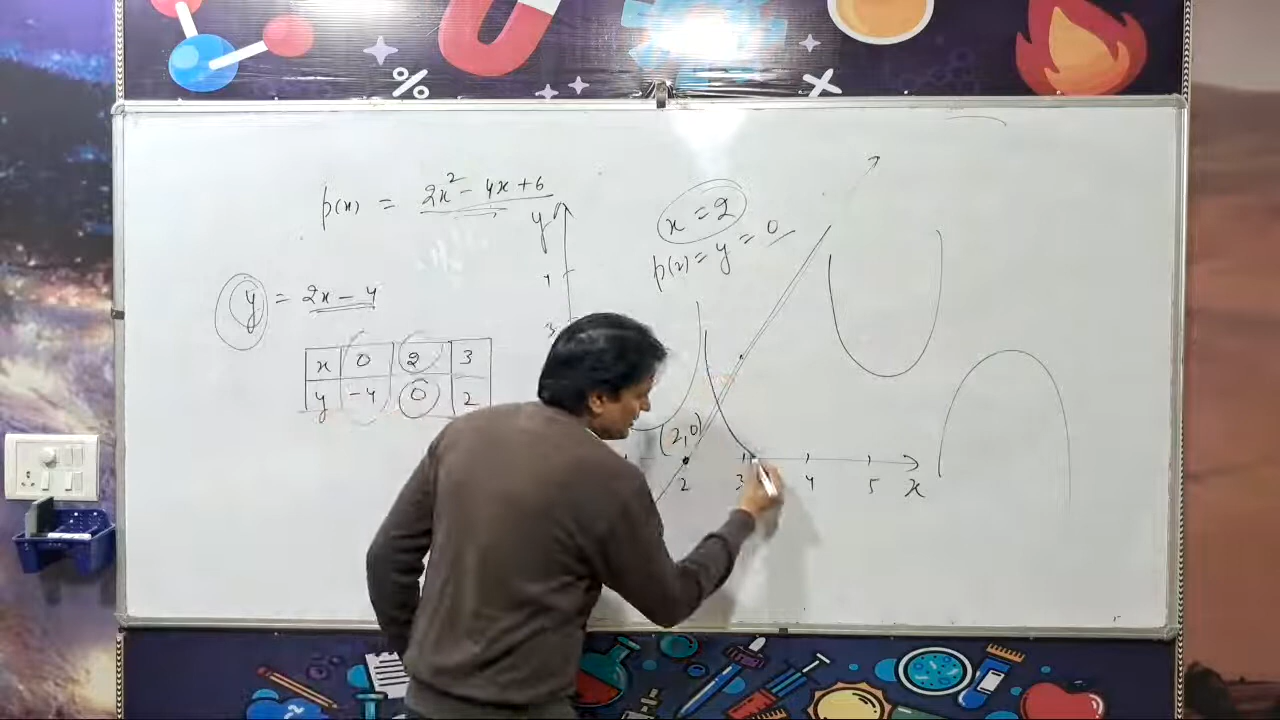 %
p(x) = 2x² - 4x + 6
y
x = 2
p(2) = y = 0
4
3
y = 2x - 4
x 0 2 3
y -4 0 2
(2,0)
2 3 4 5 x